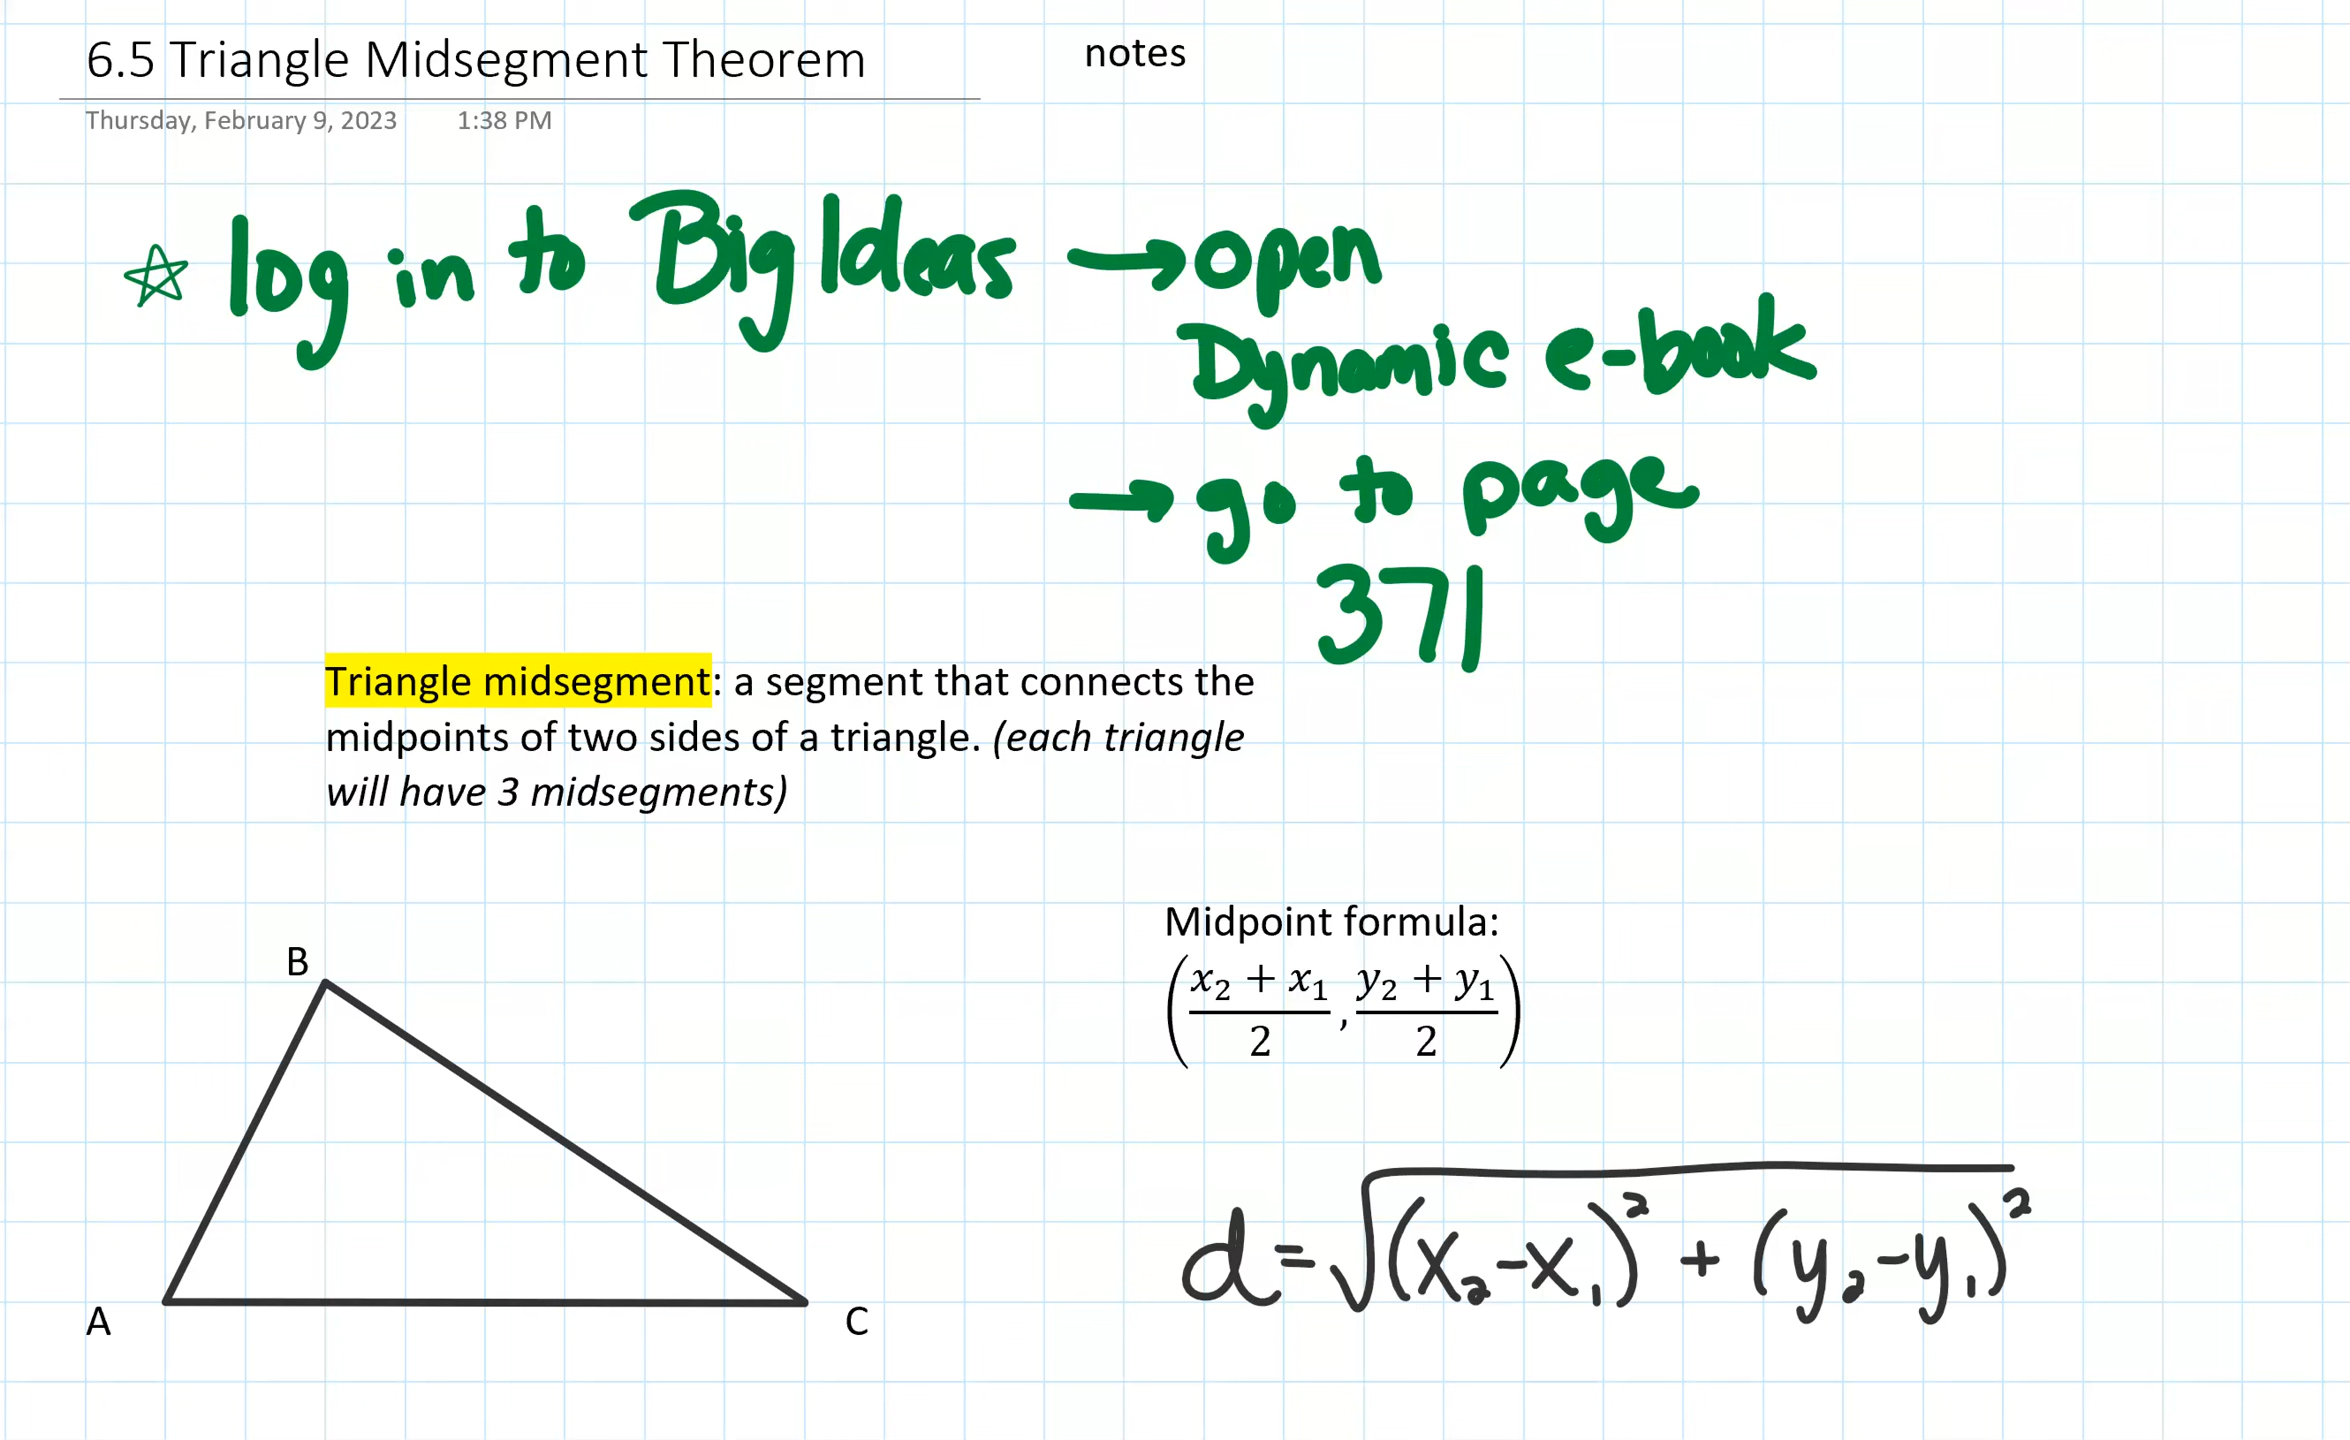 6.5 Triangle Midsegment Theorem
notes
Thursday, February 9, 2023 1:38 PM
☆ log in to Big Ideas → open
Dynamic e-book
→ go to page
371
Triangle midsegment: a segment that connects the
midpoints of two sides of a triangle. (each triangle
will have 3 midsegments)
Midpoint formula:
(x₂ + x₁ / 2, y₂ + y₁ / 2)
B
A
C
d = √(x₂-x₁)² + (y₂-y₁)²